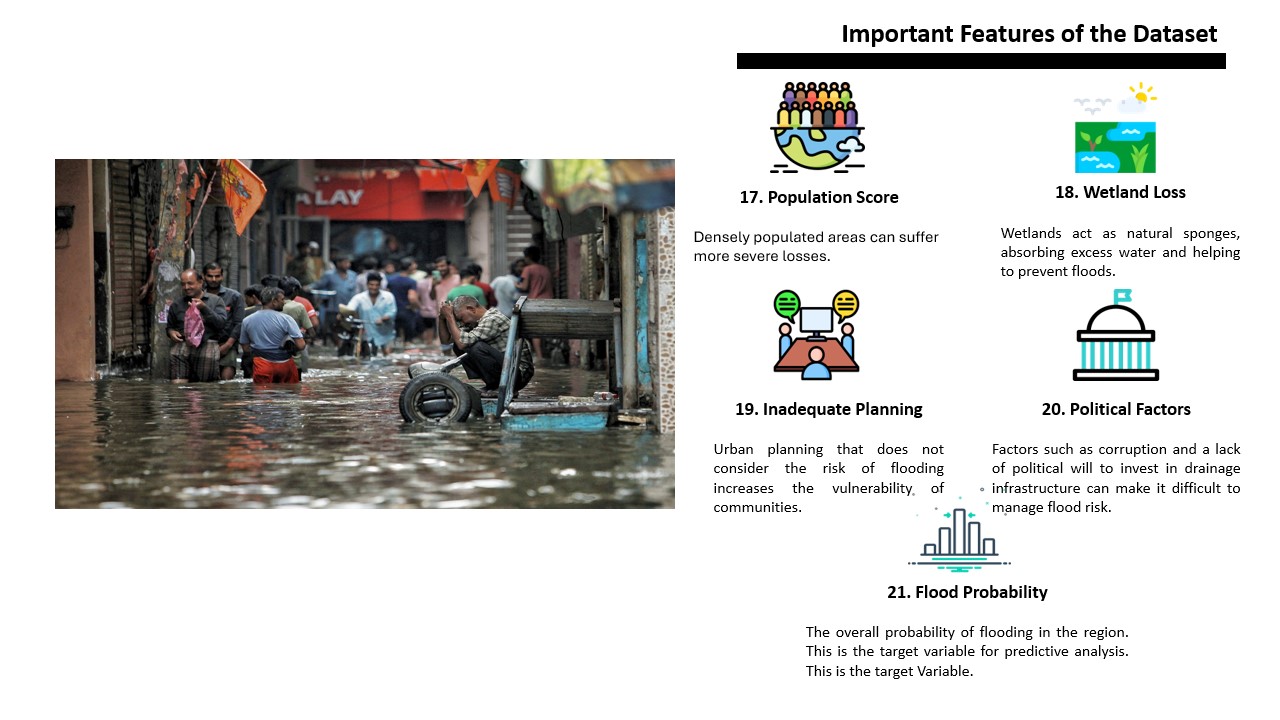 Important Features of the Dataset
17. Population Score
Densely populated areas can suffer
more severe losses.
18. Wetland Loss
Wetlands act as natural sponges,
absorbing excess water and helping
to prevent floods.
19. Inadequate Planning
Urban planning that does not
consider the risk of flooding
increases the vulnerability of
communities.
20. Political Factors
Factors such as corruption and a lack
of political will to invest in drainage
infrastructure can make it difficult to
manage flood risk.
21. Flood Probability
The overall probability of flooding in the region.
This is the target variable for predictive analysis.
This is the target Variable.